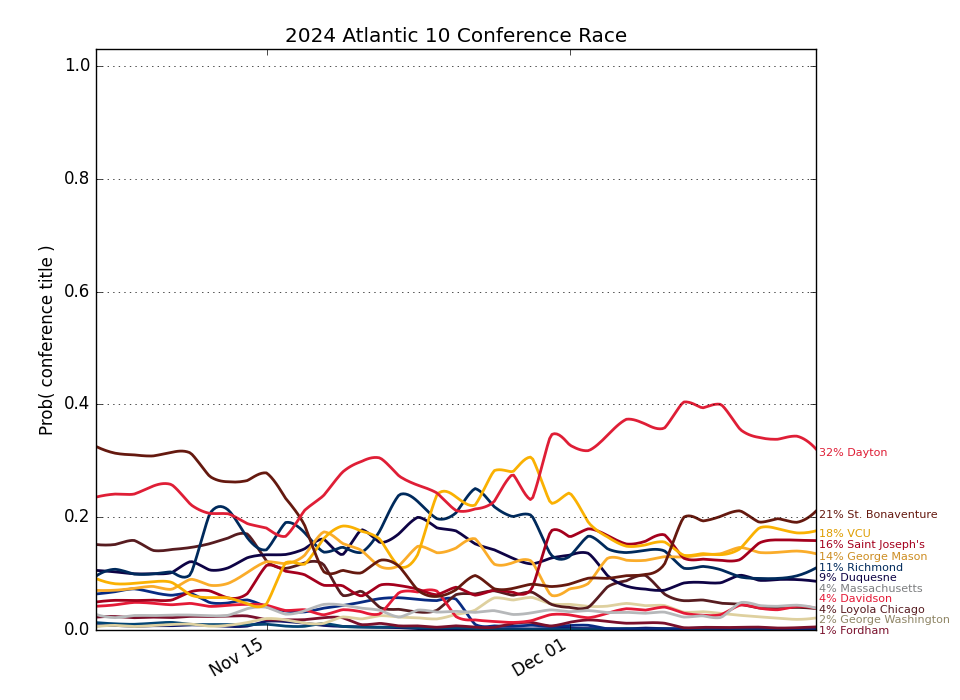 2024 Atlantic 10 Conference Race
Prob( conference title )
1.0
0.8
0.6
0.4
0.2
0.0
Nov 15
Dec 01
32% Dayton
21% St. Bonaventure
18% VCU
16% Saint Joseph's
14% George Mason
11% Richmond
9% Duquesne
4% Massachusetts
4% Davidson
4% Loyola Chicago
2% George Washington
1% Fordham